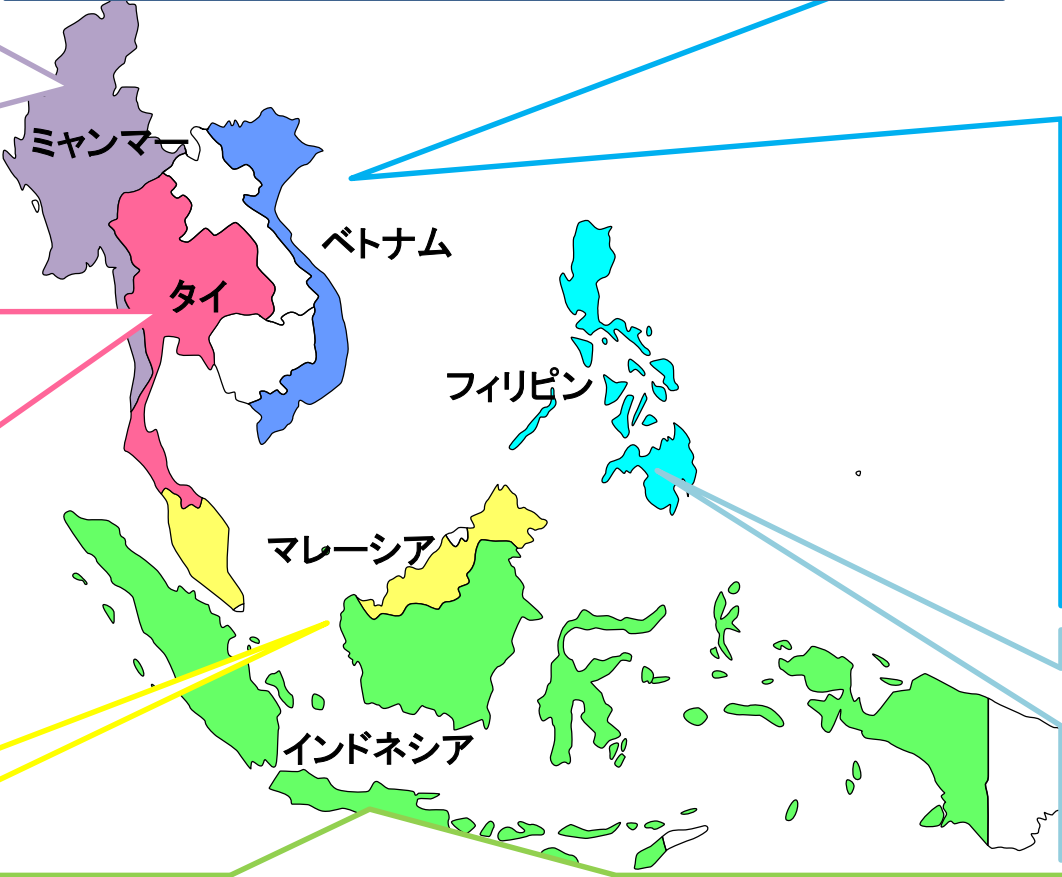 ミャンマー
ベトナム
タイ
フィリピン
マレーシア
インドネシア